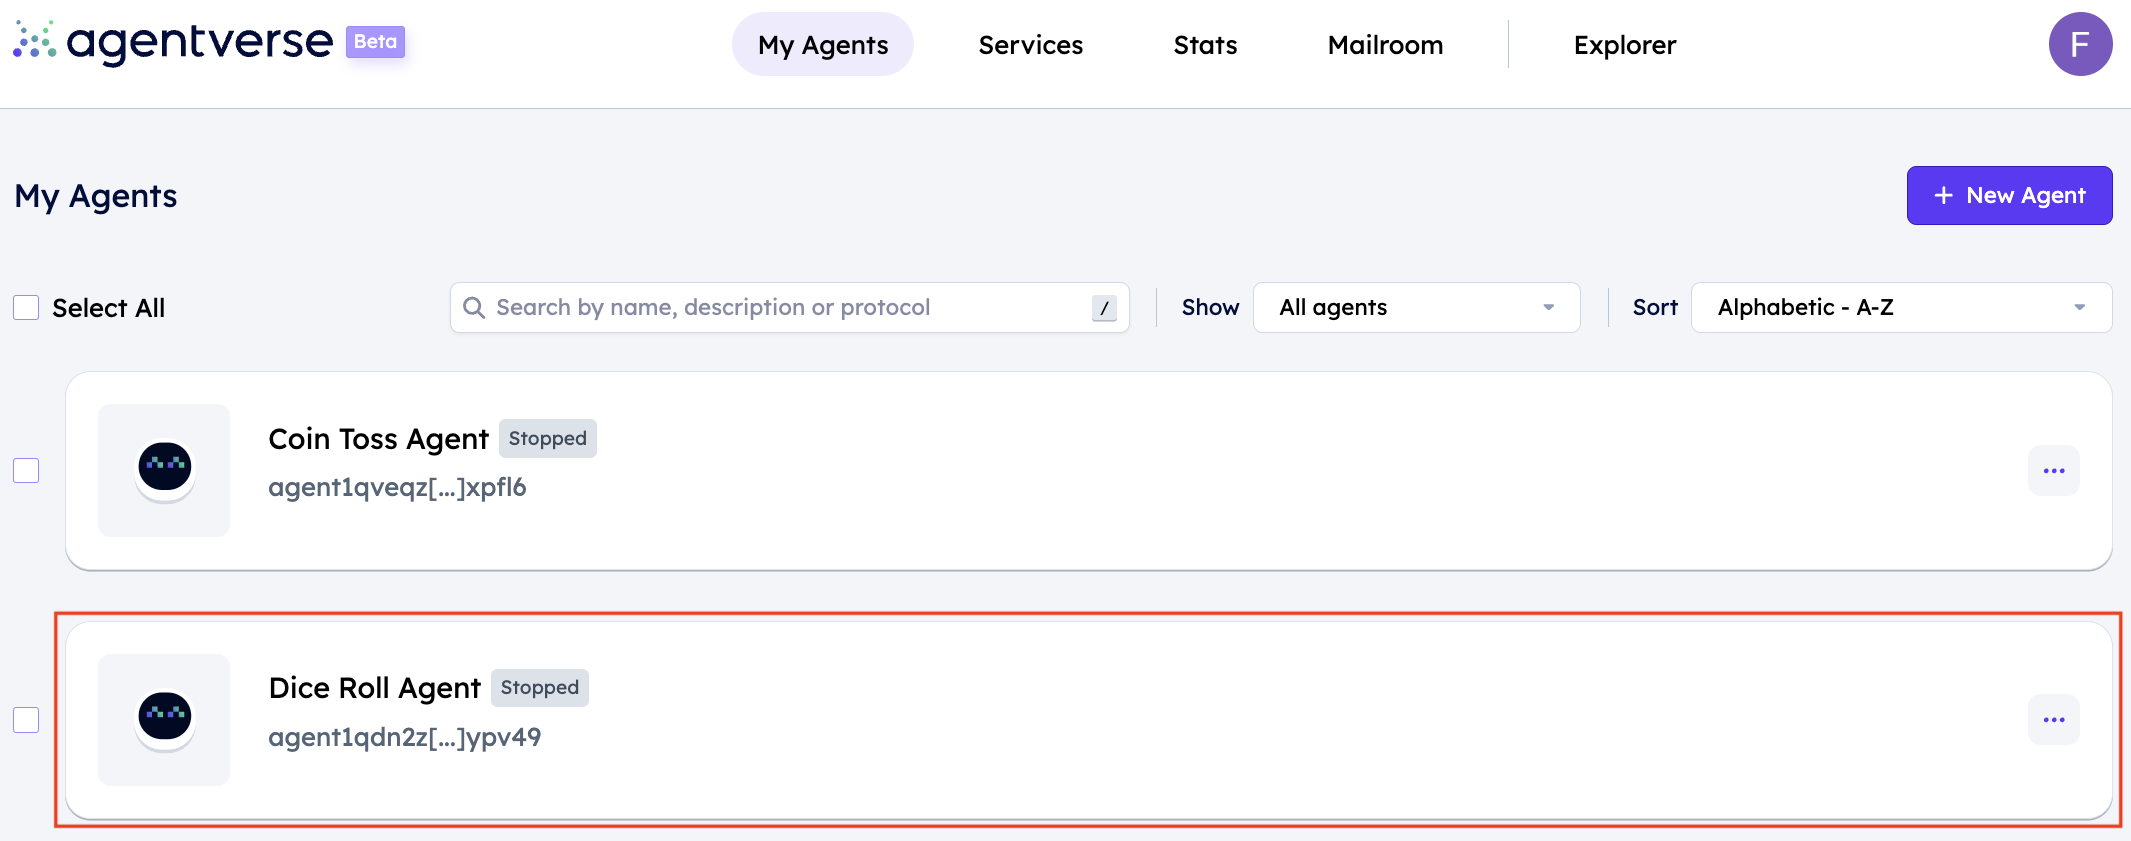 agentverse Beta My Agents Services Stats Mailroom Explorer F
My Agents + New Agent
Select All Search by name, description or protocol / Show All agents Sort Alphabetic - A-Z
Coin Toss Agent Stopped
agent1qveqz[...]xpfl6
Dice Roll Agent Stopped
agent1qdn2z[...]ypv49